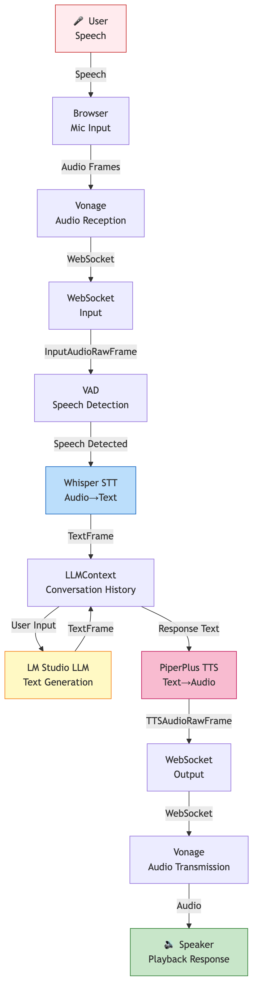 🎤 User
Speech
Speech
Browser
Mic Input
Audio Frames
Vonage
Audio Reception
WebSocket
WebSocket
Input
InputAudioRawFrame
VAD
Speech Detection
Speech Detected
Whisper STT
Audio→Text
TextFrame
LLMContext
Conversation History
User Input
TextFrame
Response Text
LM Studio LLM
Text Generation
PiperPlus TTS
Text→Audio
TTSAudioRawFrame
WebSocket
Output
WebSocket
Vonage
Audio Transmission
Audio
🔊 Speaker
Playback Response